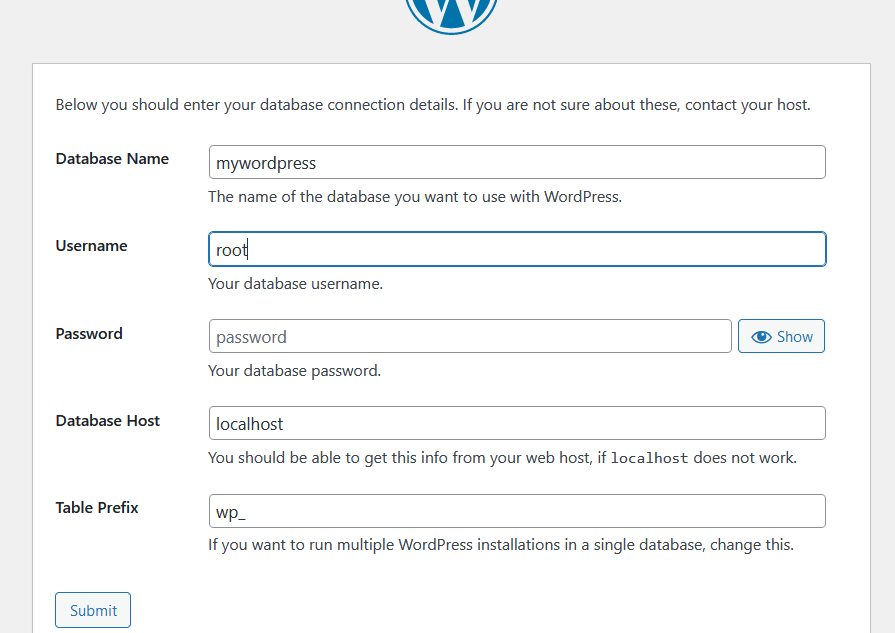 Below you should enter your database connection details. If you are not sure about these, contact your host.
Database Name
mywordpress
The name of the database you want to use with WordPress.
Username
root
Your database username.
Password
password
Show
Your database password.
Database Host
localhost
You should be able to get this info from your web host, if localhost does not work.
Table Prefix
wp_
If you want to run multiple WordPress installations in a single database, change this.
Submit